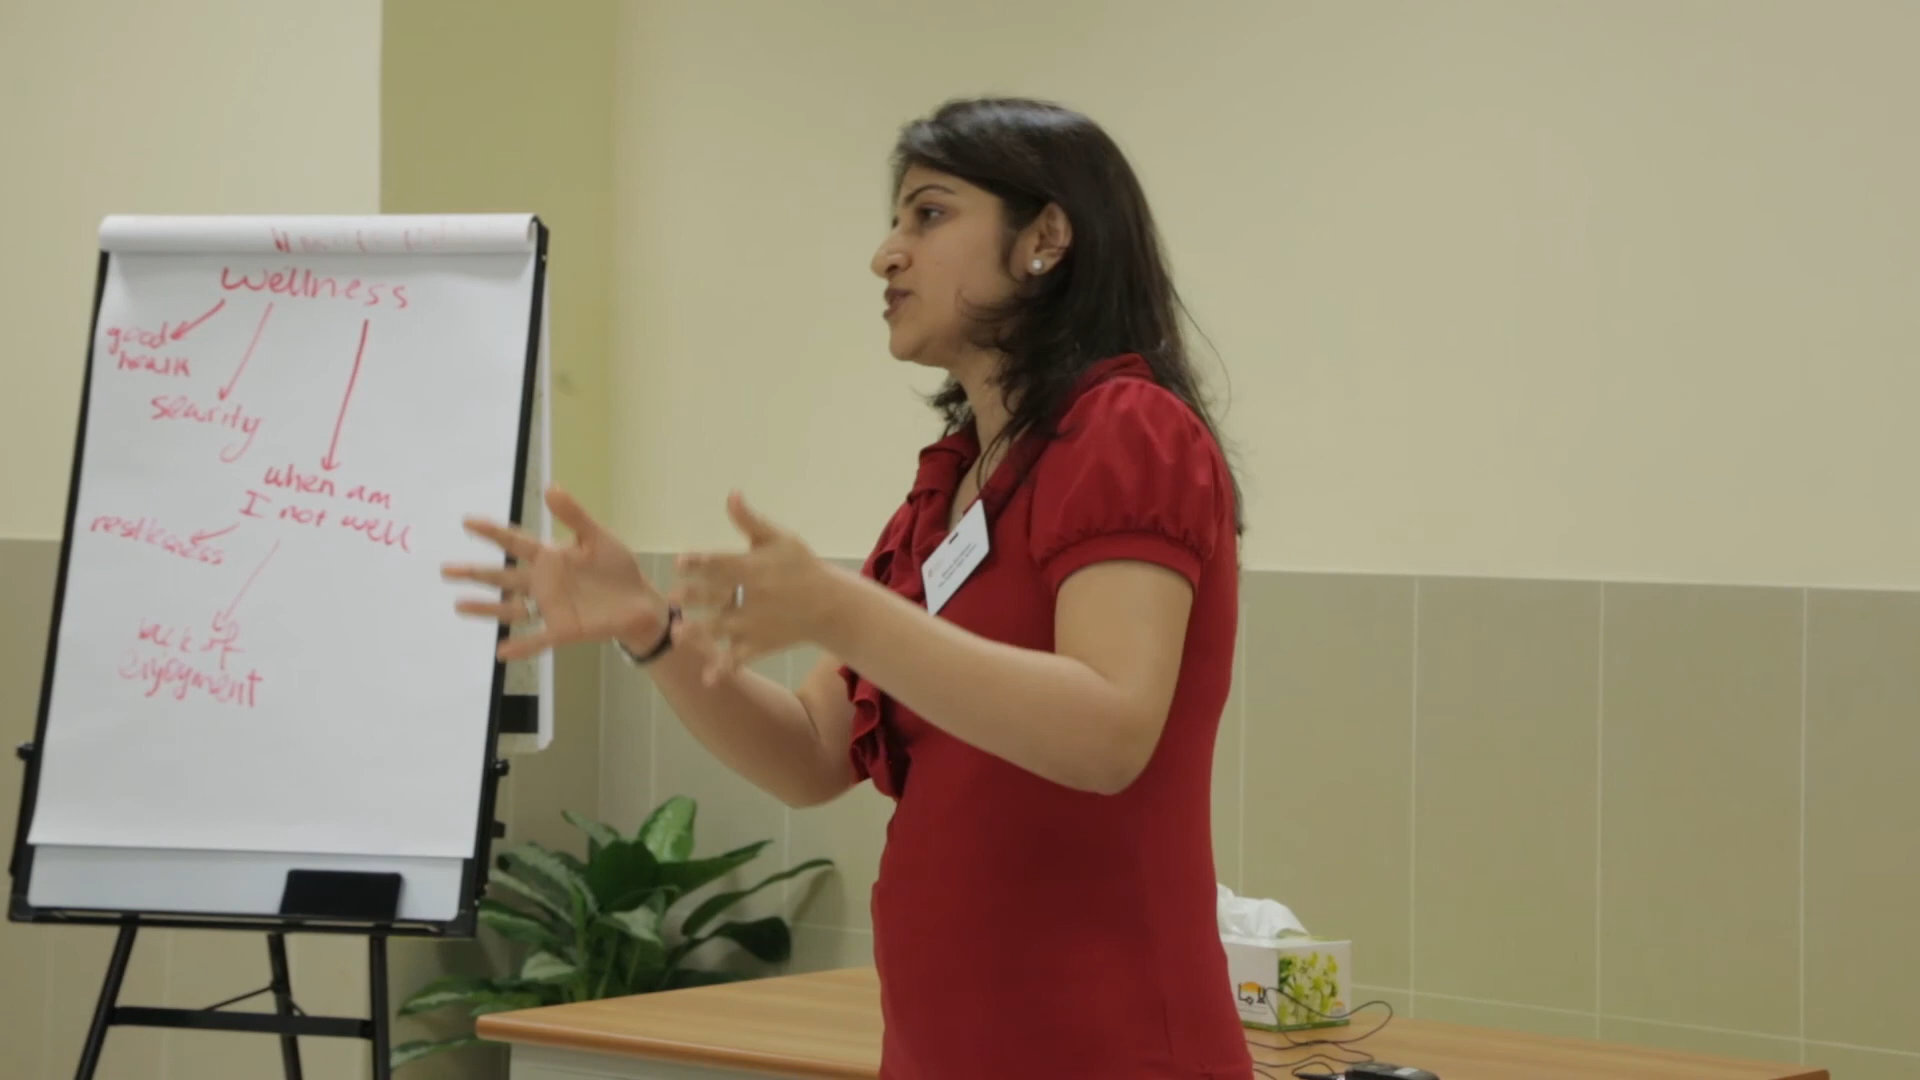 wellness
good
health
security
when am
I not well
restlessness
lack of
enjoyment